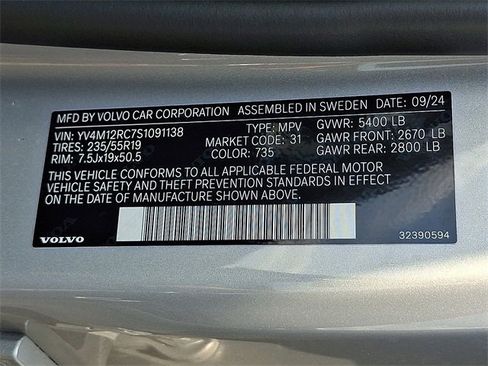 MFD BY VOLVO CAR CORPORATION ASSEMBLED IN SWEDEN DATE: 09/24
VIN: YV4M12RC7S1091138 TYPE: MPV GVWR: 5400 LB
TIRES: 235/55R19 MARKET CODE: 31 GAWR FRONT: 2670 LB
RIM: 7.5Jx19x50.5 COLOR: 735 GAWR REAR: 2800 LB
THIS VEHICLE CONFORMS TO ALL APPLICABLE FEDERAL MOTOR
VEHICLE SAFETY AND THEFT PREVENTION STANDARDS IN EFFECT
ON THE DATE OF MANUFACTURE SHOWN ABOVE.
VOLVO 32390594